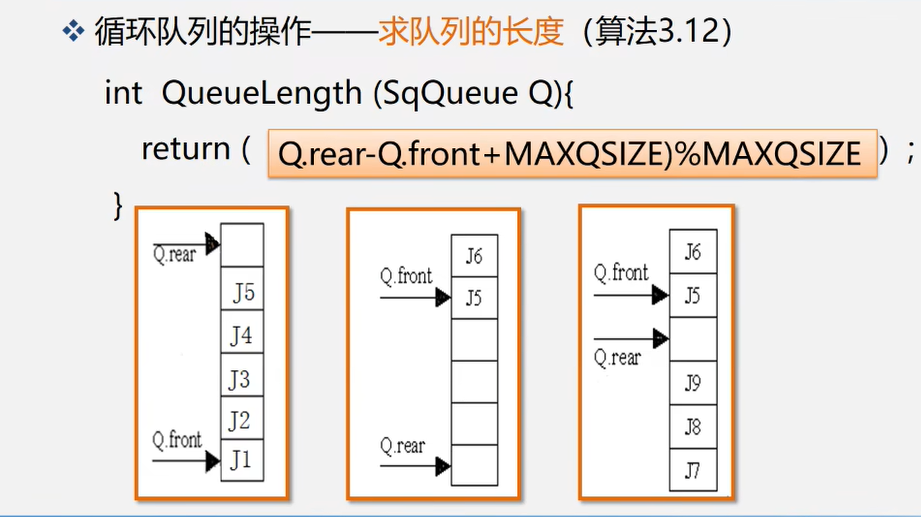 ❖ 循环队列的操作——求队列的长度（算法3.12）
int QueueLength (SqQueue Q){
return ( Q.rear-Q.front+MAXQSIZE)%MAXQSIZE ) ;
}
Q.rear
J5
J4
J3
J2
Q.front
J1
J6
Q.front
J5
Q.rear
J6
Q.front
J5
Q.rear
J9
J8
J7